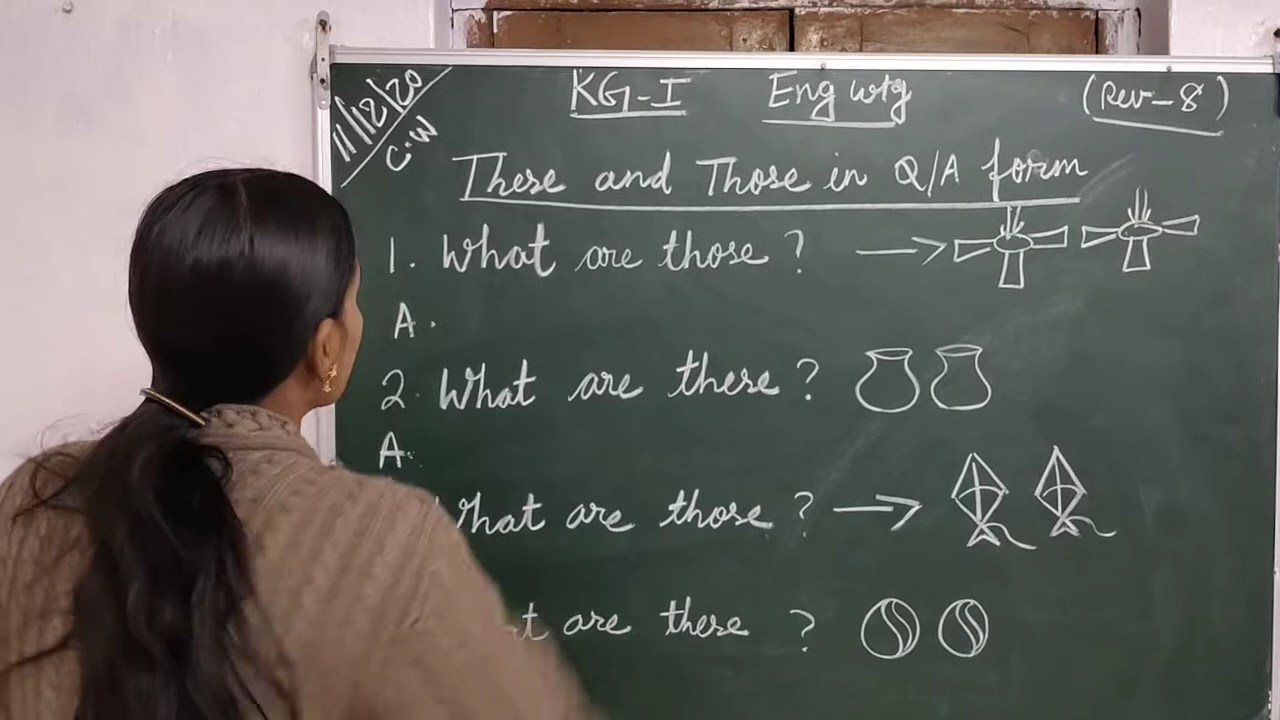 11/12/20
C.W
KG-I Eng wtg (Rev-8)
These and Those in Q/A form
1. What are those?
A.
2. What are these?
A.
What are those?
are these ?